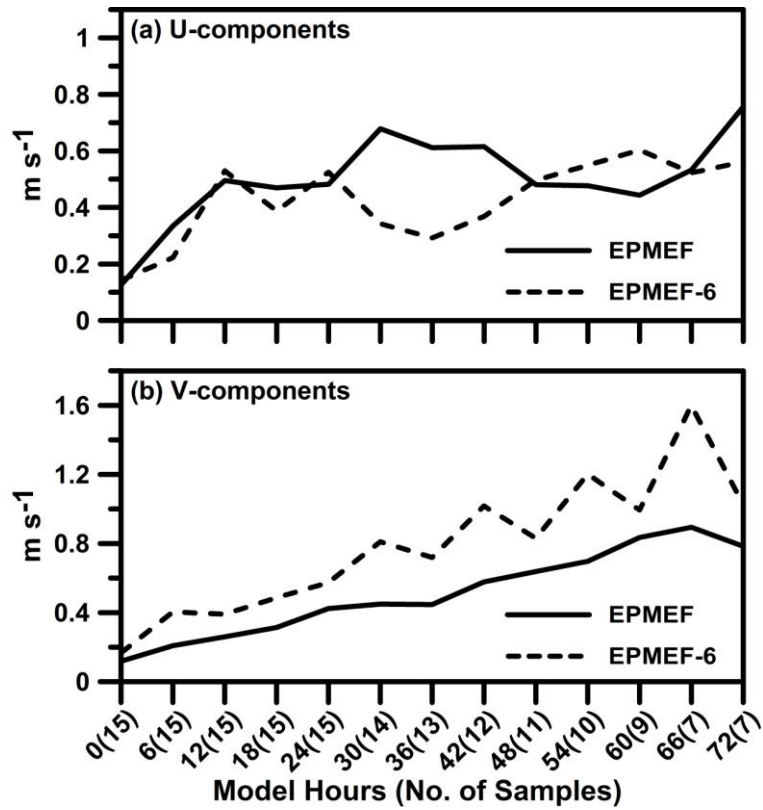 (a) U-components
1
0.8
0.6
0.4
0.2
0
m s-1
EPMEF
EPMEF-6
(b) V-components
1.6
1.2
0.8
0.4
0
m s-1
EPMEF
EPMEF-6
0(15)
6(15)
12(15)
18(15)
24(15)
30(14)
36(13)
42(12)
48(11)
54(10)
60(9)
66(7)
72(7)
Model Hours (No. of Samples)